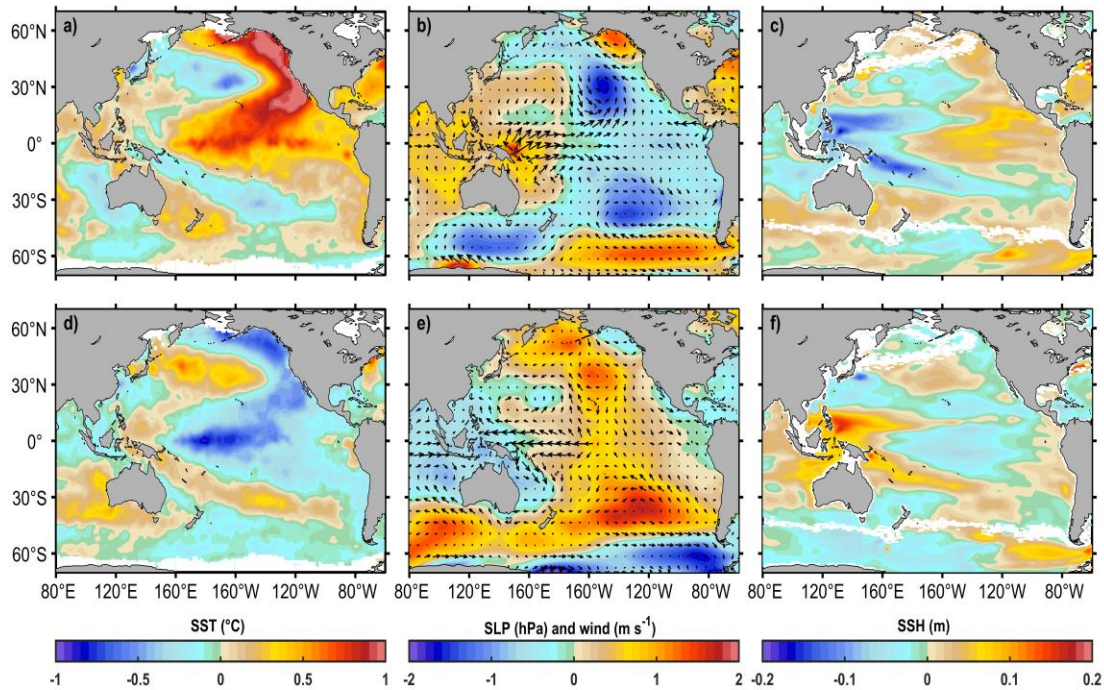 a) b) c)
60°N
30°N
0°
30°S
60°S
d) e) f)
60°N
30°N
0°
30°S
60°S
80°E 120°E 160°E 160°W 120°W 80°W 80°E 120°E 160°E 160°W 120°W 80°W 80°E 120°E 160°E 160°W 120°W 80°W
SST (°C) SLP (hPa) and wind (m s⁻¹) SSH (m)
-1 -0.5 0 0.5 1 -2 -1 0 1 2 -0.2 -0.1 0 0.1 0.2